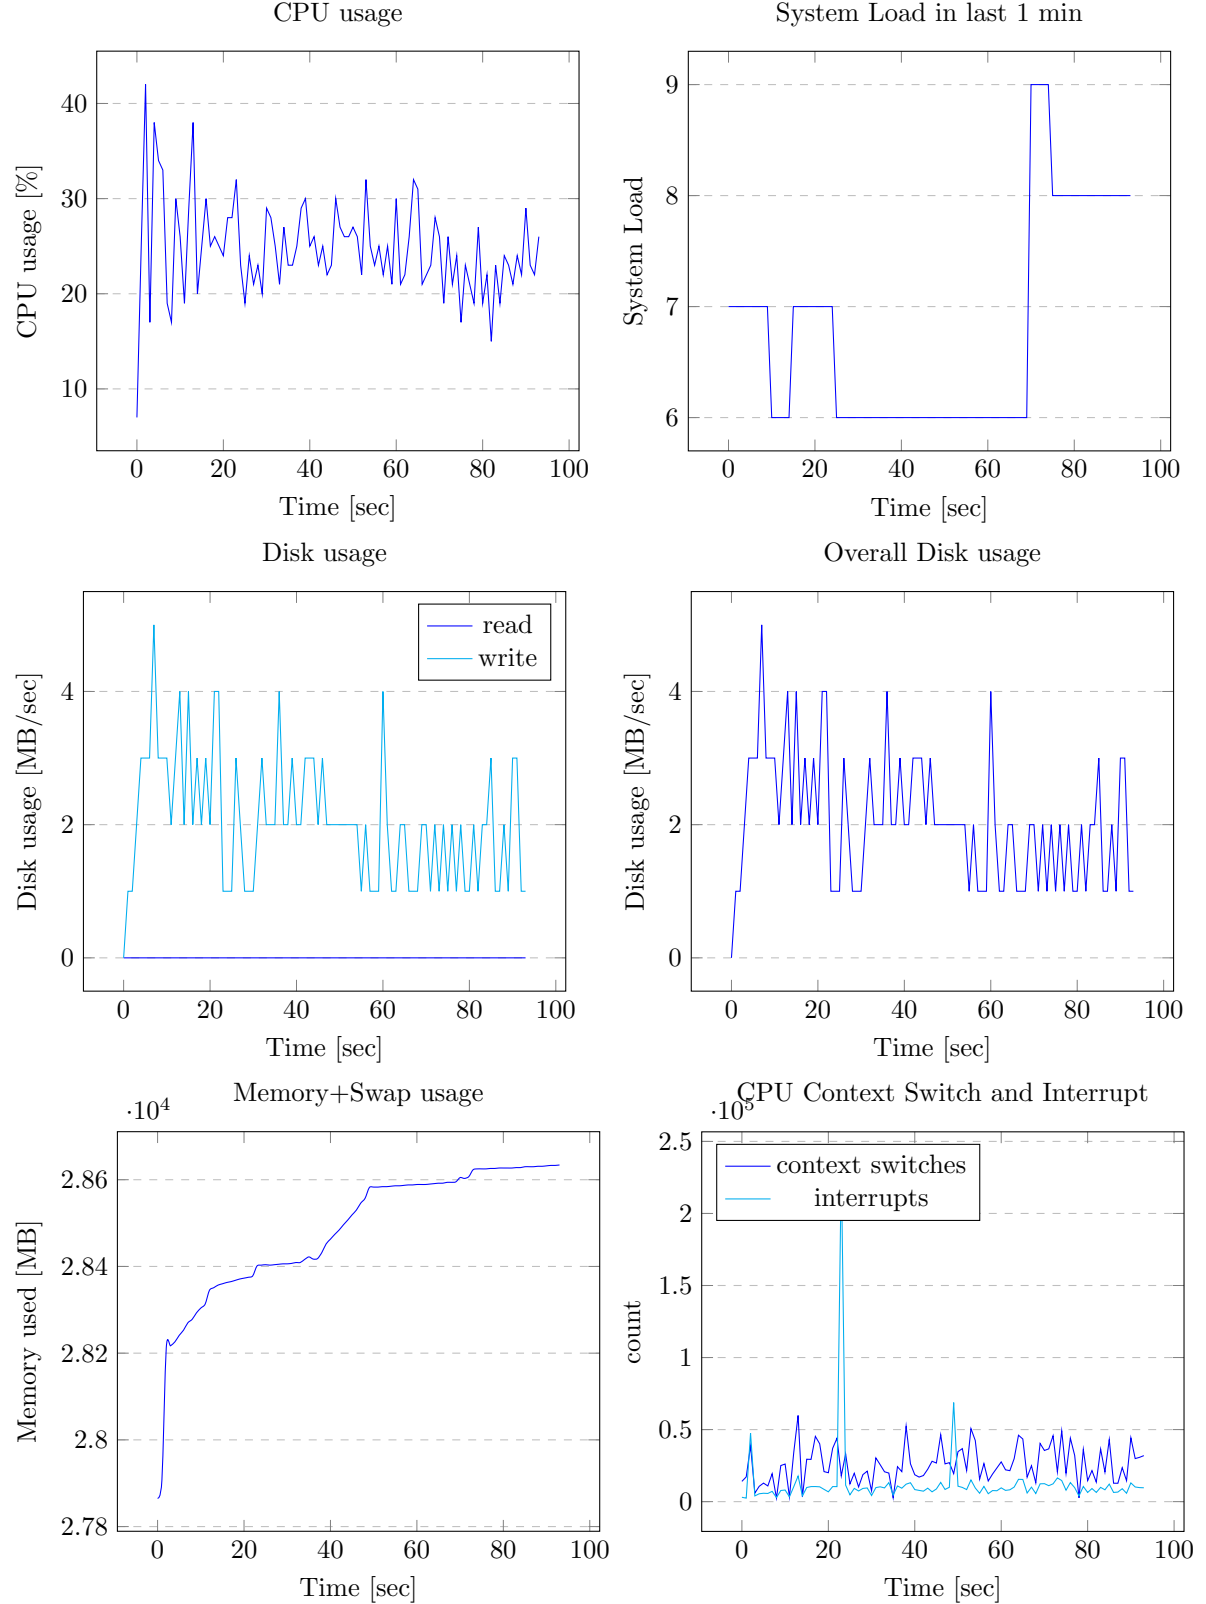 CPU usage
40
30
20
10
CPU usage [%]
0 20 40 60 80 100
Time [sec]
System Load in last 1 min
9
8
7
6
System Load
0 20 40 60 80 100
Time [sec]
Disk usage
read
write
4
2
0
Disk usage [MB/sec]
0 20 40 60 80 100
Time [sec]
Overall Disk usage
4
2
0
Disk usage [MB/sec]
0 20 40 60 80 100
Time [sec]
Memory+Swap usage
·10⁴
2.86
2.84
2.82
2.8
2.78
Memory used [MB]
0 20 40 60 80 100
Time [sec]
CPU Context Switch and Interrupt
·10⁵
context switches
interrupts
2.5
2
1.5
1
0.5
0
count
0 20 40 60 80 100
Time [sec]